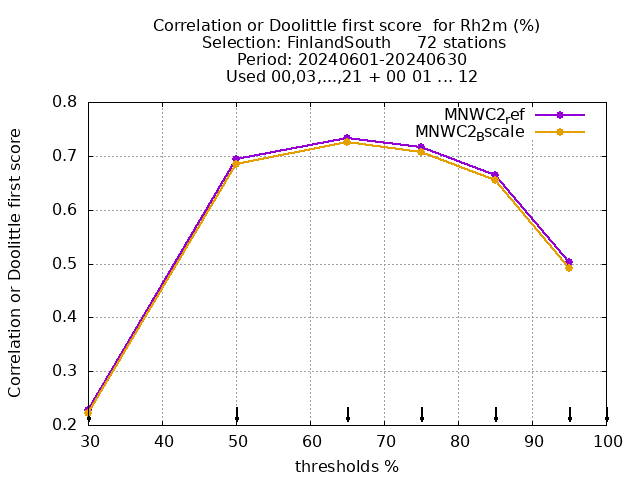 Correlation or Doolittle first score  for Rh2m (%)
Selection: FinlandSouth     72 stations
Period: 20240601-20240630
Used 00,03,...,21 + 00 01 ... 12
MNWC2ref
MNWC2Bscale
Correlation or Doolittle first score
0.8
0.7
0.6
0.5
0.4
0.3
0.2
30 40 50 60 70 80 90 100
thresholds %